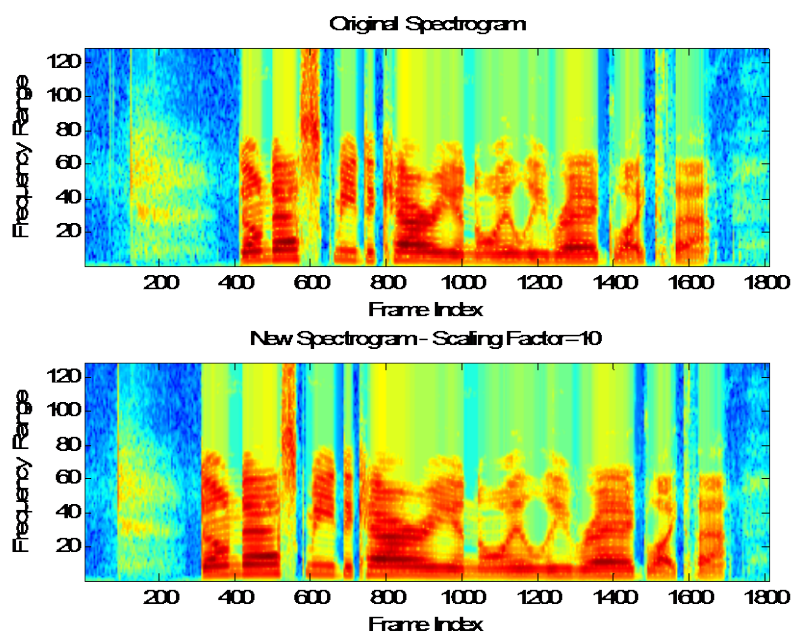 Original Spectrogram
120
100
80
60
40
20
Frequency Range
200 400 600 800 1000 1200 1400 1600 1800
Frame Index
New Spectrogram - Scaling Factor=10
120
100
80
60
40
20
Frequency Range
200 400 600 800 1000 1200 1400 1600 1800
Frame Index